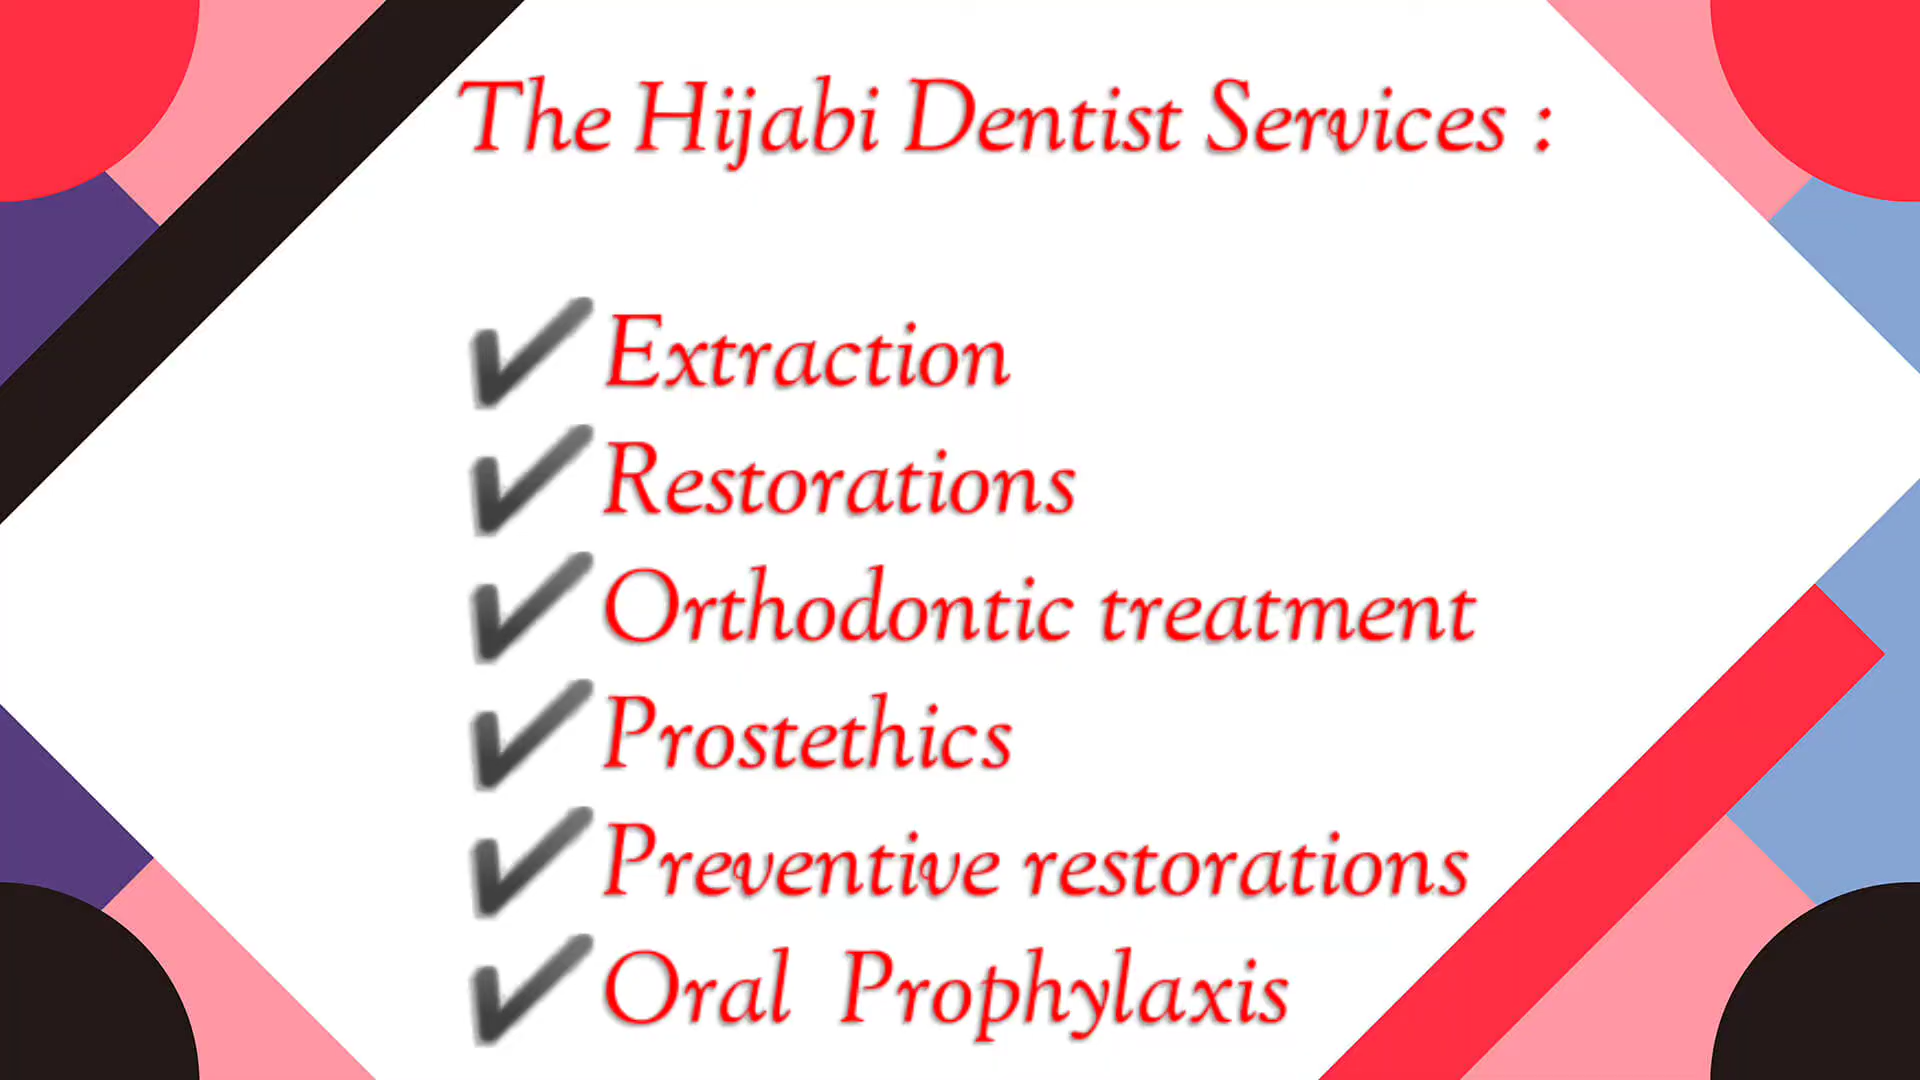 The Hijabi Dentist Services :
✔Extraction
✔Restorations
✔Orthodontic treatment
✔Prostethics
✔Preventive restorations
✔Oral Prophylaxis